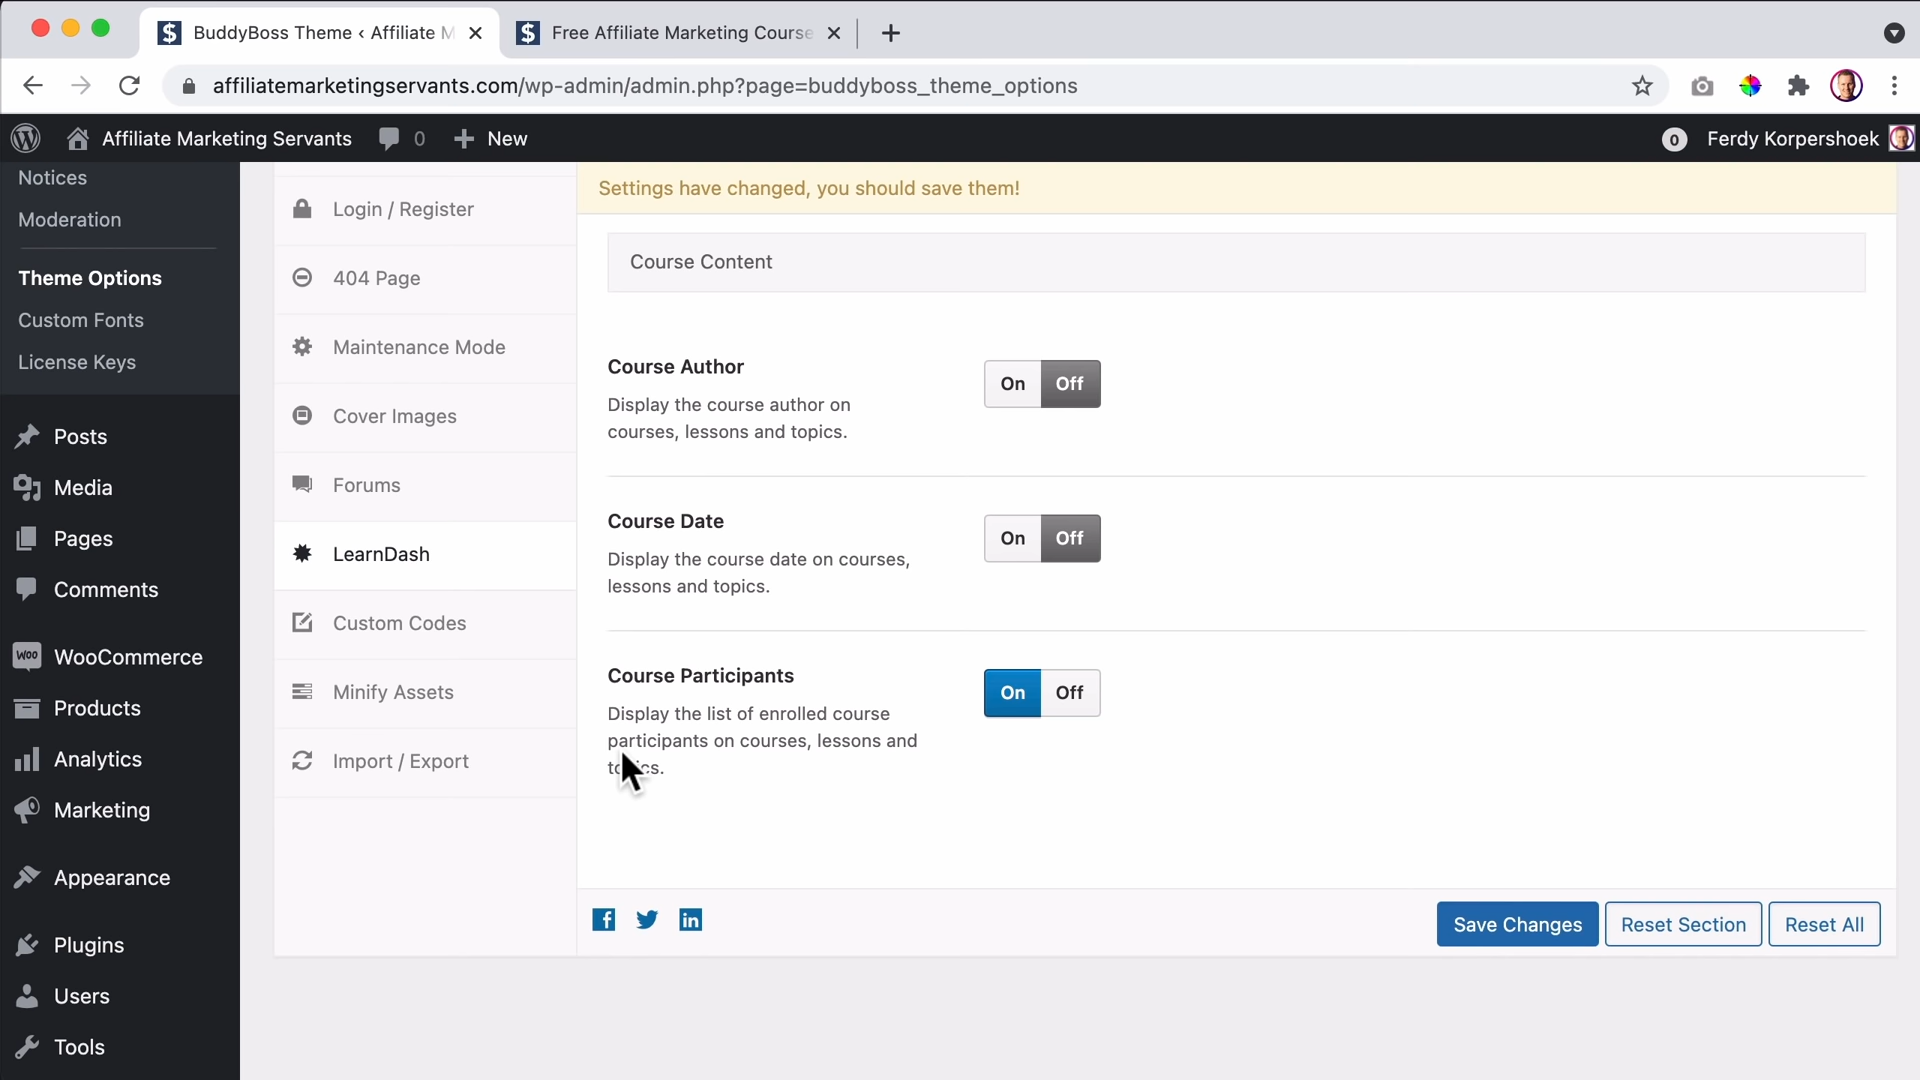 BuddyBoss Theme ‹ Affiliate M
Free Affiliate Marketing Course
affiliatemarketingservants.com/wp-admin/admin.php?page=buddyboss_theme_options
Affiliate Marketing Servants
0
New
0
Ferdy Korpershoek
Notices
Moderation
Theme Options
Custom Fonts
License Keys
Posts
Media
Pages
Comments
WooCommerce
Products
Analytics
Marketing
Appearance
Plugins
Users
Tools
Login / Register
404 Page
Maintenance Mode
Cover Images
Forums
LearnDash
Custom Codes
Minify Assets
Import / Export
Settings have changed, you should save them!
Course Content
Course Author
Display the course author on
courses, lessons and topics.
On Off
Course Date
Display the course date on courses,
lessons and topics.
On Off
Course Participants
Display the list of enrolled course
participants on courses, lessons and
On Off
Save Changes
Reset Section
Reset All